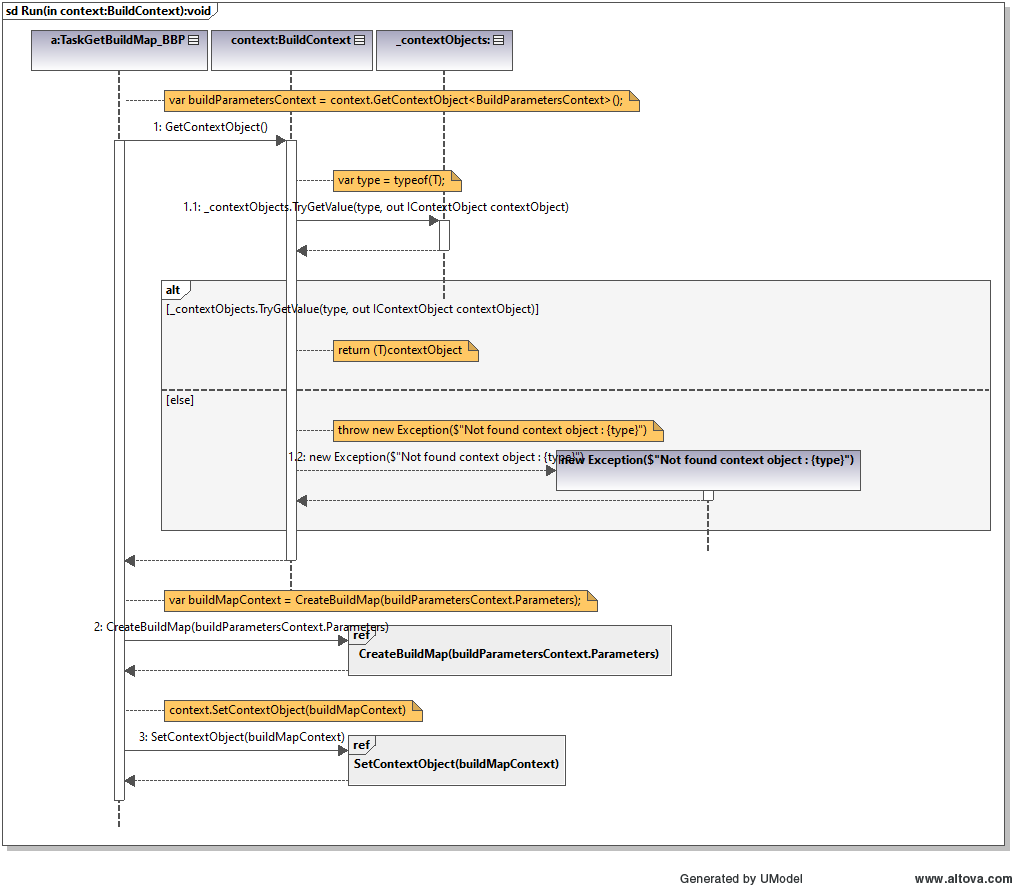 sd Run(in context:BuildContext):void
a:TaskGetBuildMap_BBP
context:BuildContext
_contextObjects:
var buildParametersContext = context.GetContextObject<BuildParametersContext>();
1: GetContextObject()
var type = typeof(T);
1.1: _contextObjects.TryGetValue(type, out IContextObject contextObject)
alt
[_contextObjects.TryGetValue(type, out IContextObject contextObject)]
return (T)contextObject
[else]
throw new Exception($"Not found context object : {type}")
1.2: new Exception($"Not found context object : {type}")
new Exception($"Not found context object : {type}")
var buildMapContext = CreateBuildMap(buildParametersContext.Parameters);
2: CreateBuildMap(buildParametersContext.Parameters)
ref
CreateBuildMap(buildParametersContext.Parameters)
context.SetContextObject(buildMapContext)
3: SetContextObject(buildMapContext)
ref
SetContextObject(buildMapContext)
Generated by UModel
www.altova.com